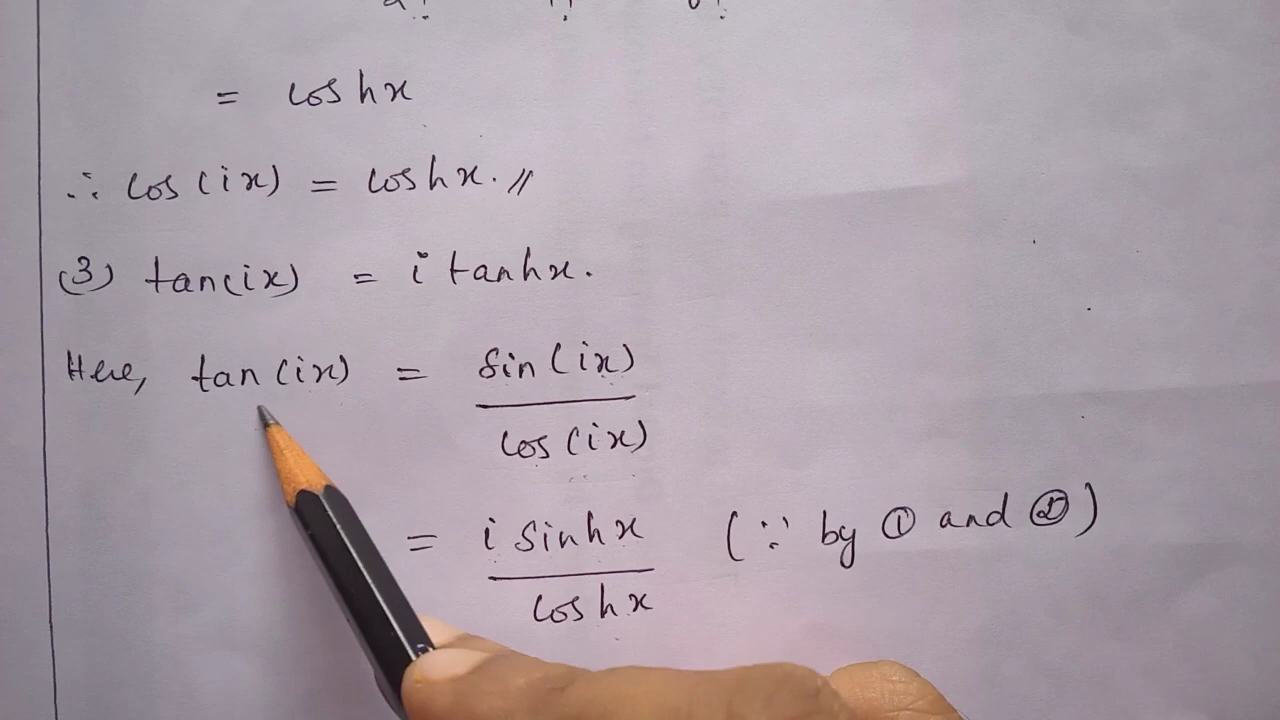 = coshx
∴ cos(ix) = coshx. //
(3) tan(ix) = i tanhx.
Here, tan(ix) = sin(ix)
cos(ix)
= i sinhx (∵ by ① and ②)
coshx